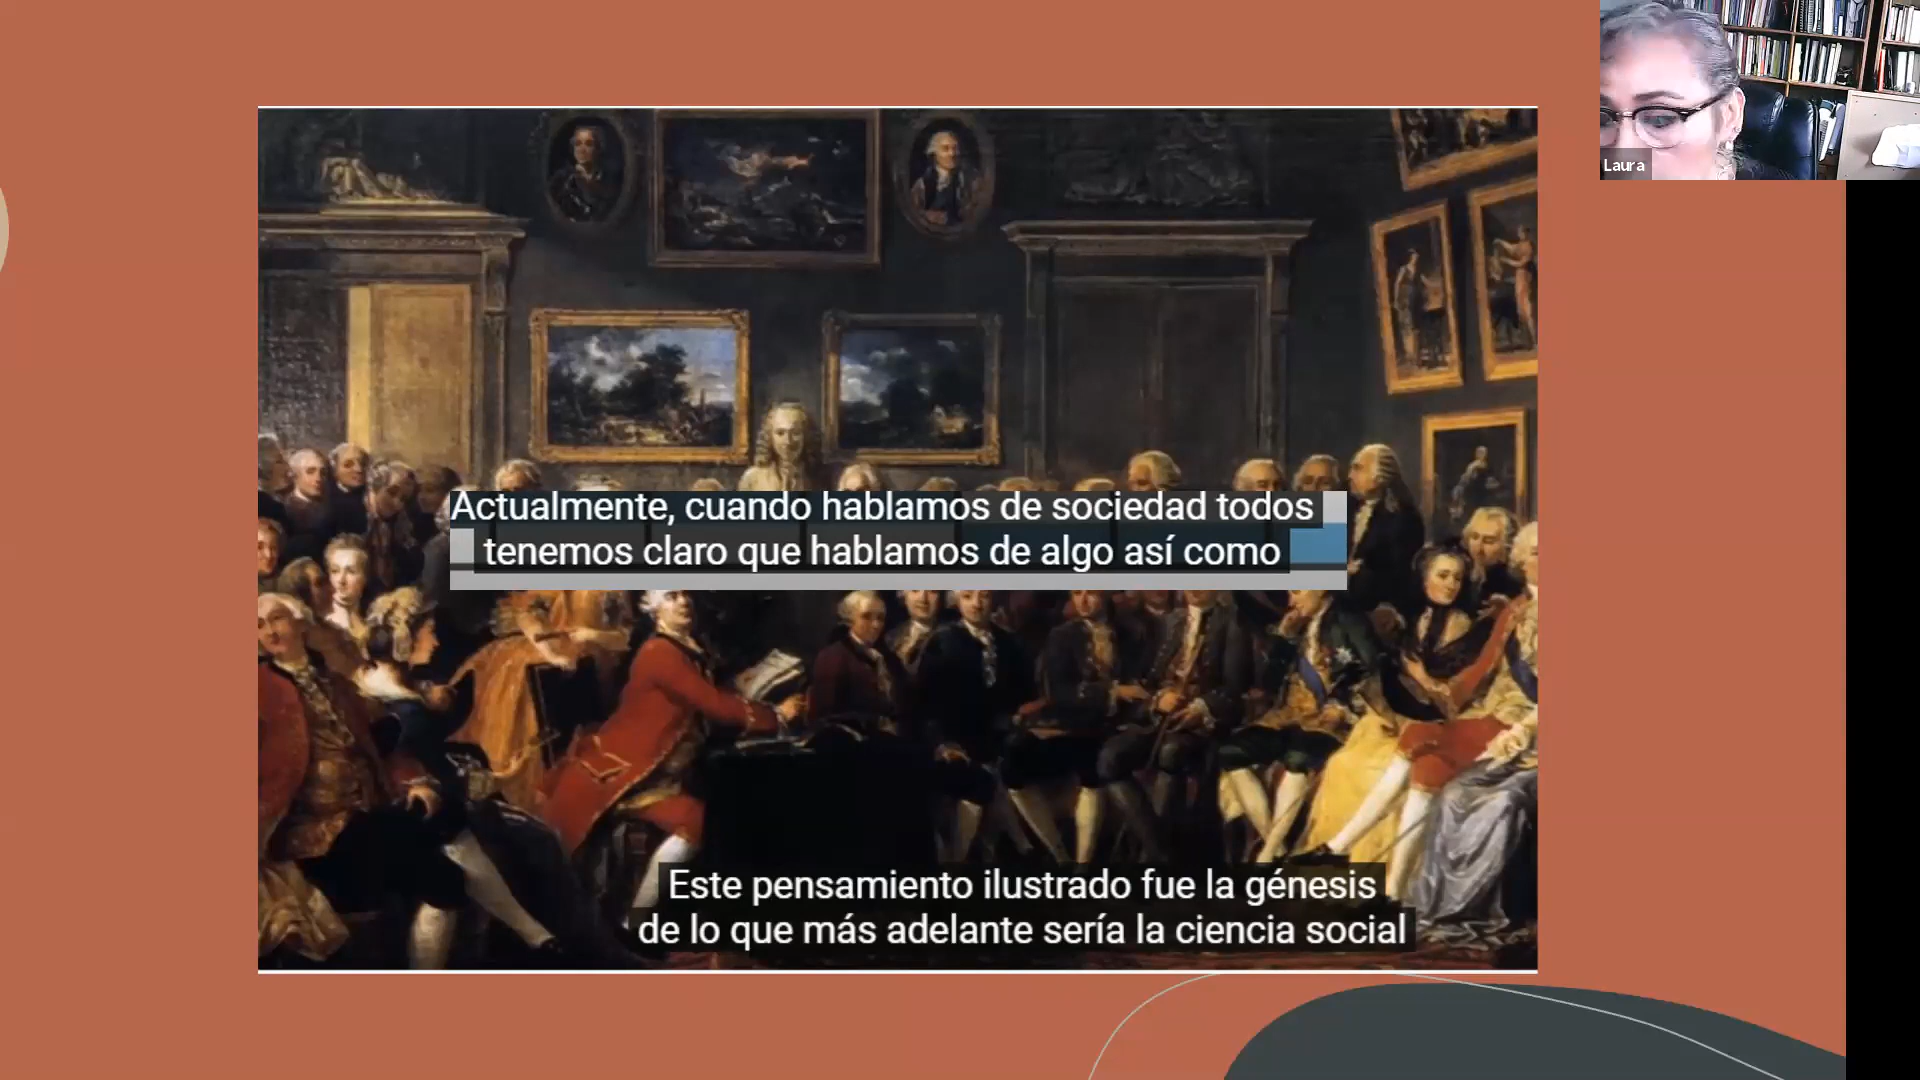 Laura
Actualmente, cuando hablamos de sociedad todos
tenemos claro que hablamos de algo así como
Este pensamiento ilustrado fue la génesis
de lo que más adelante sería la ciencia social